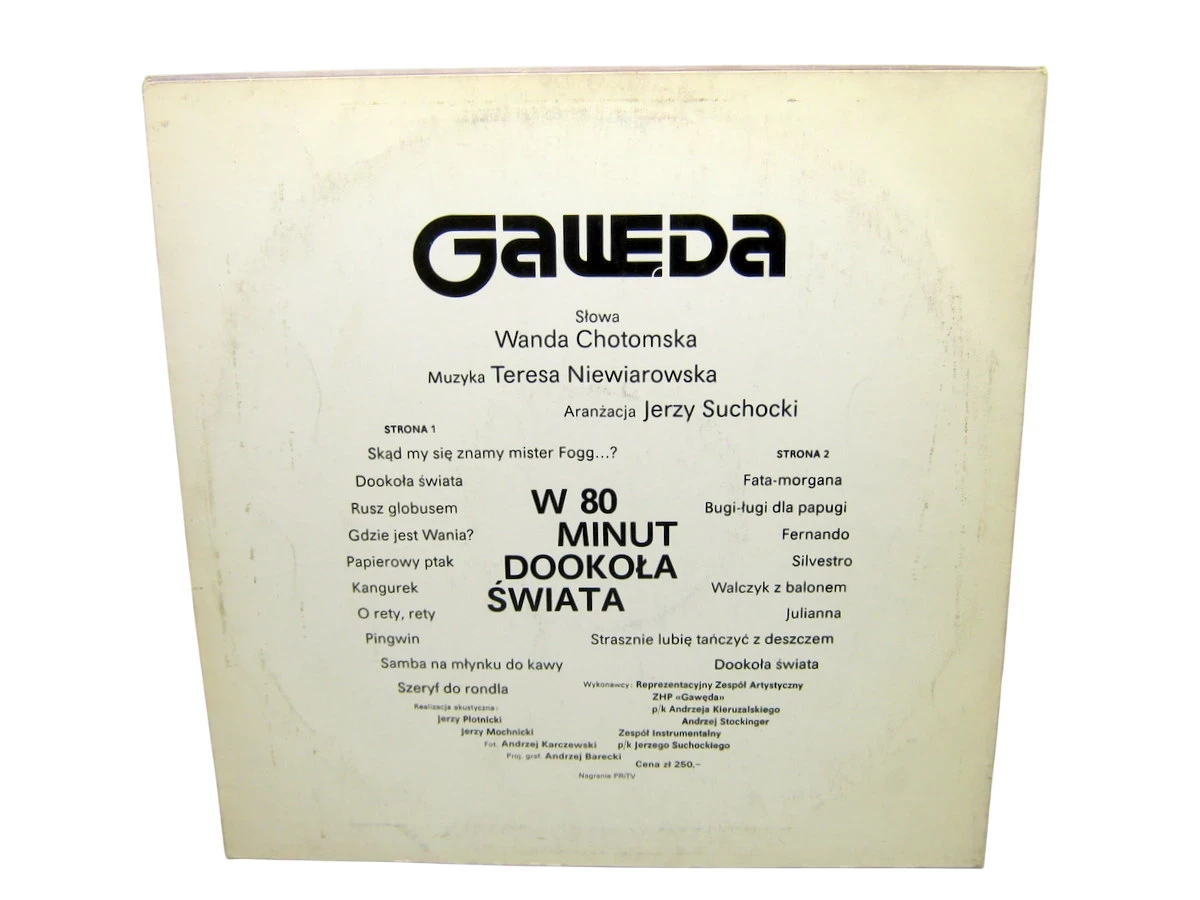 GAWĘDA
Słowa
Wanda Chotomska
Muzyka Teresa Niewiarowska
Aranżacja Jerzy Suchocki
STRONA 1
Skąd my się znamy mister Fogg...?
Dookoła świata
Rusz globusem
Gdzie jest Wania?
Papierowy ptak
Kangurek
O rety, rety
Pingwin
Samba na młynku do kawy
Szeryf do rondla
W 80
MINUT
DOOKOŁA
ŚWIATA
STRONA 2
Fata-morgana
Bugi-ługi dla papugi
Fernando
Silvestro
Walczyk z balonem
Julianna
Strasznie lubię tańczyć z deszczem
Dookoła świata
Realizacja akustyczna:
Jerzy Płotnicki
Jerzy Mochnicki
Fot. Andrzej Karczewski
Proj. graf. Andrzej Barecki
Wykonawcy: Reprezentacyjny Zespół Artystyczny
ZHP «Gawęda»
p/k Andrzeja Kieruzalskiego
Andrzej Stockinger
Zespół Instrumentalny
p/k Jerzego Suchockiego
Cena zł 250,–
Nagranie PRiTV